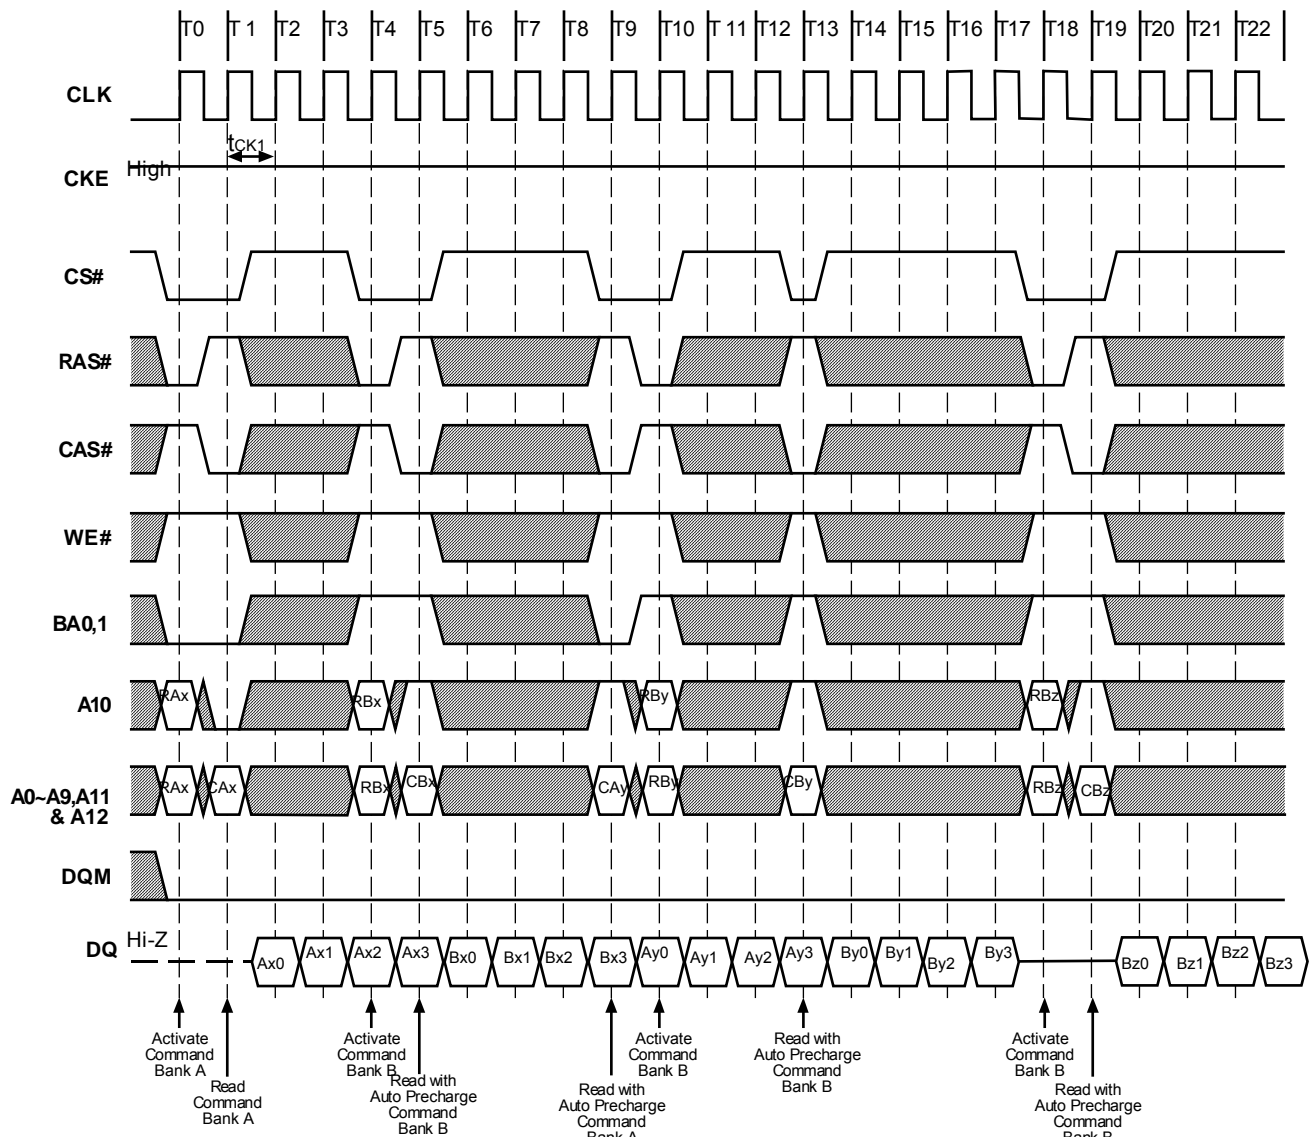 T0 T 1 T2 T3 T4 T5 T6 T7 T8 T9 T10 T 11 T12 T13 T14 T15 T16 T17 T18 T19 T20 T21 T22
CLK
tCK1
High
CKE
CS#
RAS#
CAS#
WE#
BA0,1
A10
RAx RBx RBy RBz
A0~A9,A11
& A12
RAx CAx RBx CBx CAy RBy CBy RBz CBz
DQM
DQ
Hi-Z
Ax0 Ax1 Ax2 Ax3 Bx0 Bx1 Bx2 Bx3 Ay0 Ay1 Ay2 Ay3 By0 By1 By2 By3 Bz0 Bz1 Bz2 Bz3
Activate
Command
Bank A
Read
Command
Bank A
Activate
Command
Bank B
Read with
Auto Precharge
Command
Bank B
Read with
Auto Precharge
Command
Bank A
Activate
Command
Bank B
Read with
Auto Precharge
Command
Bank B
Activate
Command
Bank B
Read with
Auto Precharge
Command
Bank B